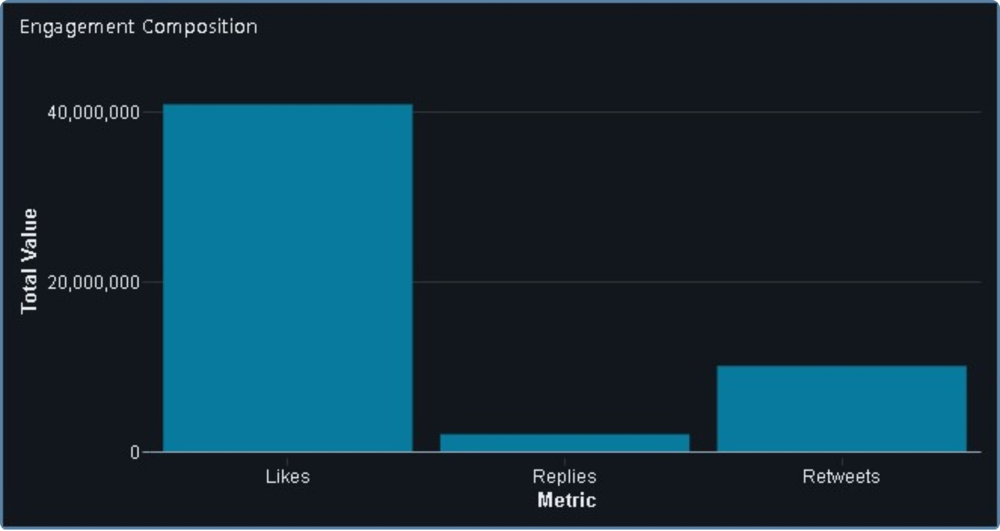 Engagement Composition
40,000,000
20,000,000
0
Total Value
Likes
Replies
Retweets
Metric